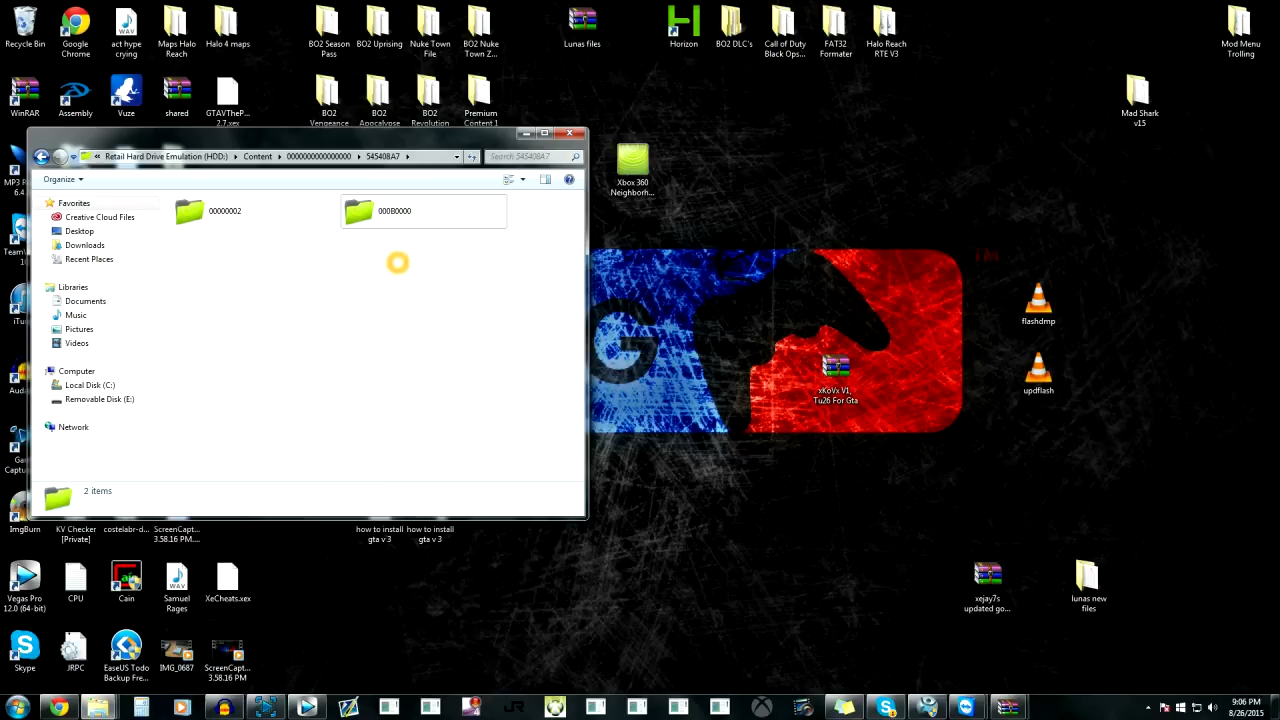 Recycle Bin
Google Chrome
act hype crying
Maps Halo Reach
Halo 4 maps
BO2 Season Pass
BO2 Uprising
Nuke Town File
BO2 Nuke Town Z...
Lunas files
Horizon
BO2 DLC's
Call of Duty Black Ops...
FAT32 Formater
Halo Reach RTE V3
Mod Menu Trolling
WinRAR
Assembly
Vuze
shared
GTAVTheP... 2.7.xex
BO2 Vengeance
BO2 Apocalypse
BO2 Revolution
Premium Content 1
Mad Shark v15
Xbox 360 Neighborh...
« Retail Hard Drive Emulation (HDD:) ▸ Content ▸ 0000000000000000 ▸ 545408A7 ▸
Search 545408A7
Organize
Favorites
Creative Cloud Files
Desktop
Downloads
Recent Places
Libraries
Documents
Music
Pictures
Videos
Computer
Local Disk (C:)
Removable Disk (E:)
Network
00000002
000B0000
2 items
G
flashdmp
updflash
xKoVx V1, Tu26 For Gta
ImgBurn
KV Checker [Private]
costelabr-d...
ScreenCapt... 3.58.16 PM....
how to install gta v 3
how to install gta v 3
Vegas Pro 12.0 (64-bit)
CPU
Cain
Samuel Rages
XeCheats.xex
xejay7s updated go...
lunas new files
Skype
JRPC
EaseUS Todo Backup Fre...
IMG_0687
ScreenCapt... 3.58.16 PM
9:06 PM
8/26/2015